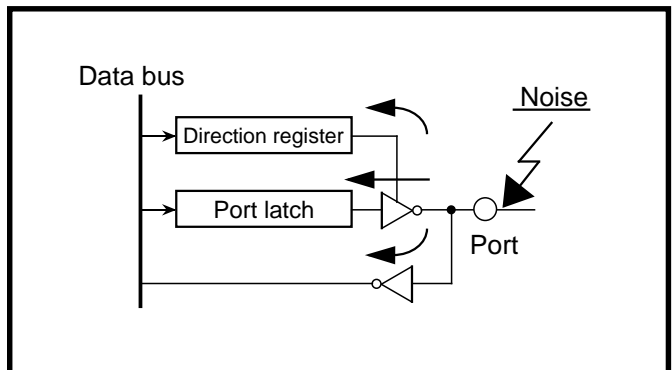 Data bus
Noise
Direction register
Port latch
Port